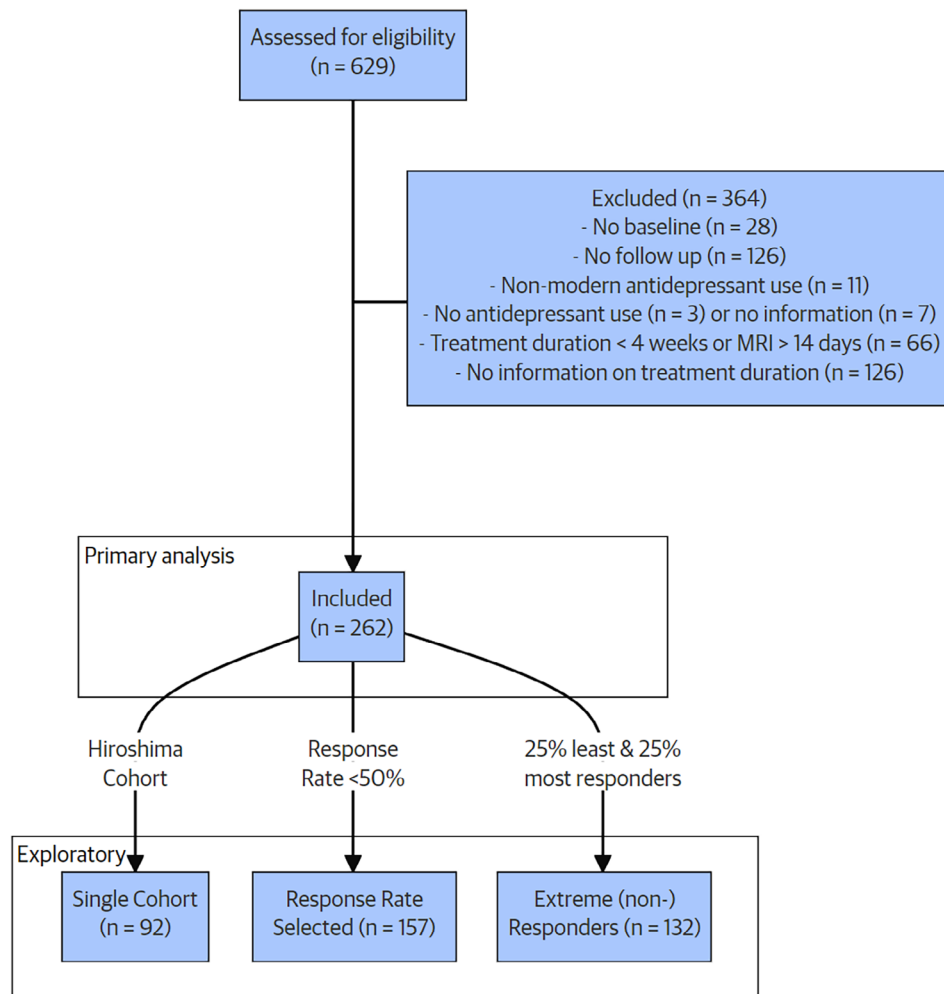 Assessed for eligibility
(n = 629)
Excluded (n = 364)
- No baseline (n = 28)
- No follow up (n = 126)
- Non-modern antidepressant use (n = 11)
- No antidepressant use (n = 3) or no information (n = 7)
- Treatment duration < 4 weeks or MRI > 14 days (n = 66)
- No information on treatment duration (n = 126)
Primary analysis
Included
(n = 262)
Hiroshima
Cohort
Response
Rate <50%
25% least & 25%
most responders
Exploratory
Single Cohort
(n = 92)
Response Rate
Selected (n = 157)
Extreme (non-)
Responders (n = 132)